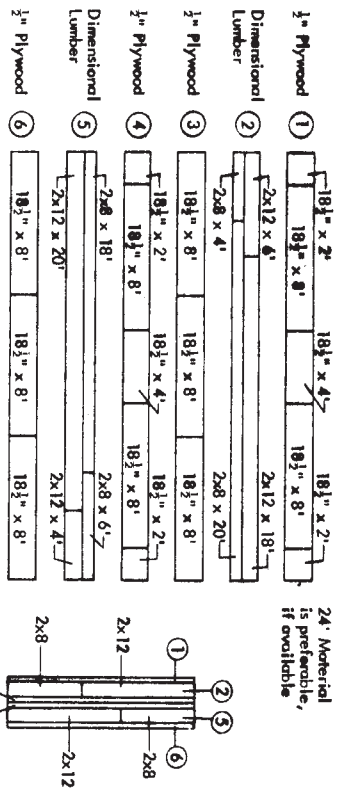 18½" x 2' 18½" x 4' 18½" x 2'
½" Plywood ① 18½" x 8' 18½" x 8'
2x12 x 6' 2x12 x 18'
Dimensional
Lumber ②
2x8 x 4' 2x8 x 20'
½" Plywood ③ 18½" x 8' 18½" x 8' 18½" x 8'
18½" x 2' 18½" x 4' 18½" x 2'
½" Plywood ④ 18½" x 8' 18½" x 8'
2x8 x 18' 2x8 x 6'
Dimensional
Lumber ⑤
2x12 x 20' 2x12 x 4'
½" Plywood ⑥ 18½" x 8' 18½" x 8' 18½" x 8'
24' Material
is preferable,
if available
① ②
2x8 2x12
⑤
2x12 2x8 ⑥